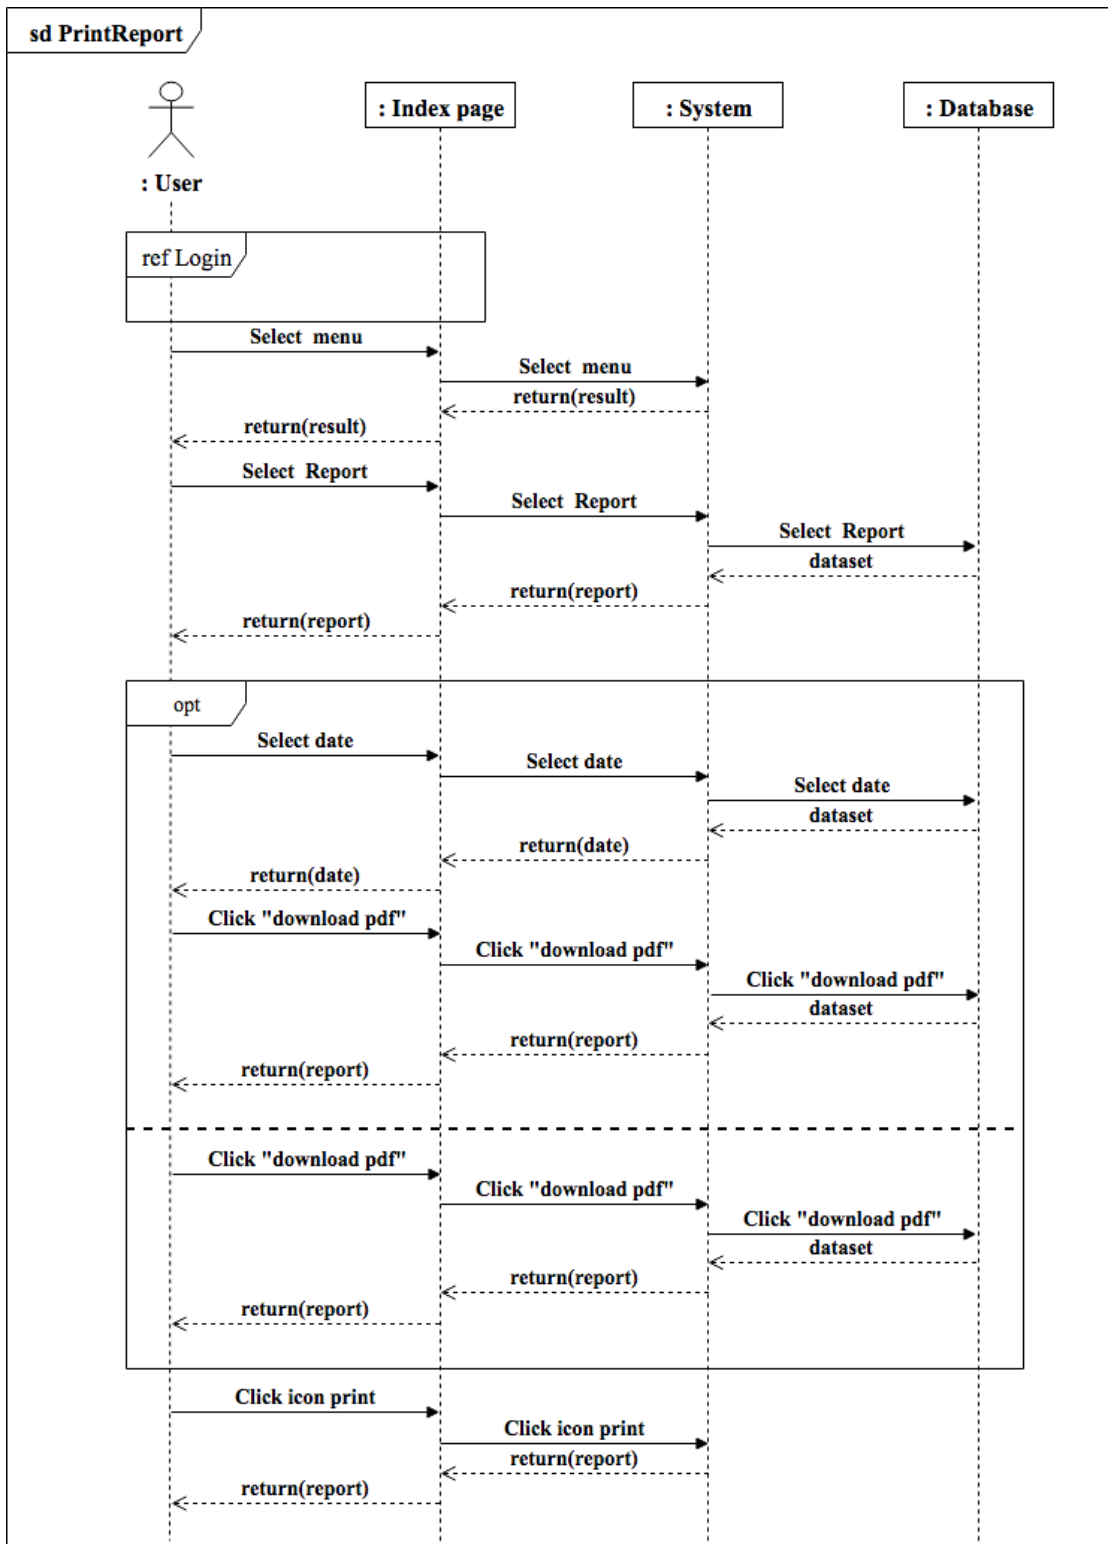 sd PrintReport
: Index page
: System
: Database
: User
ref Login
Select menu
Select menu
return(result)
return(result)
Select Report
Select Report
Select Report
dataset
return(report)
return(report)
opt
Select date
Select date
Select date
dataset
return(date)
return(date)
Click "download pdf"
Click "download pdf"
Click "download pdf"
dataset
return(report)
return(report)
Click "download pdf"
Click "download pdf"
Click "download pdf"
dataset
return(report)
return(report)
Click icon print
Click icon print
return(report)
return(report)